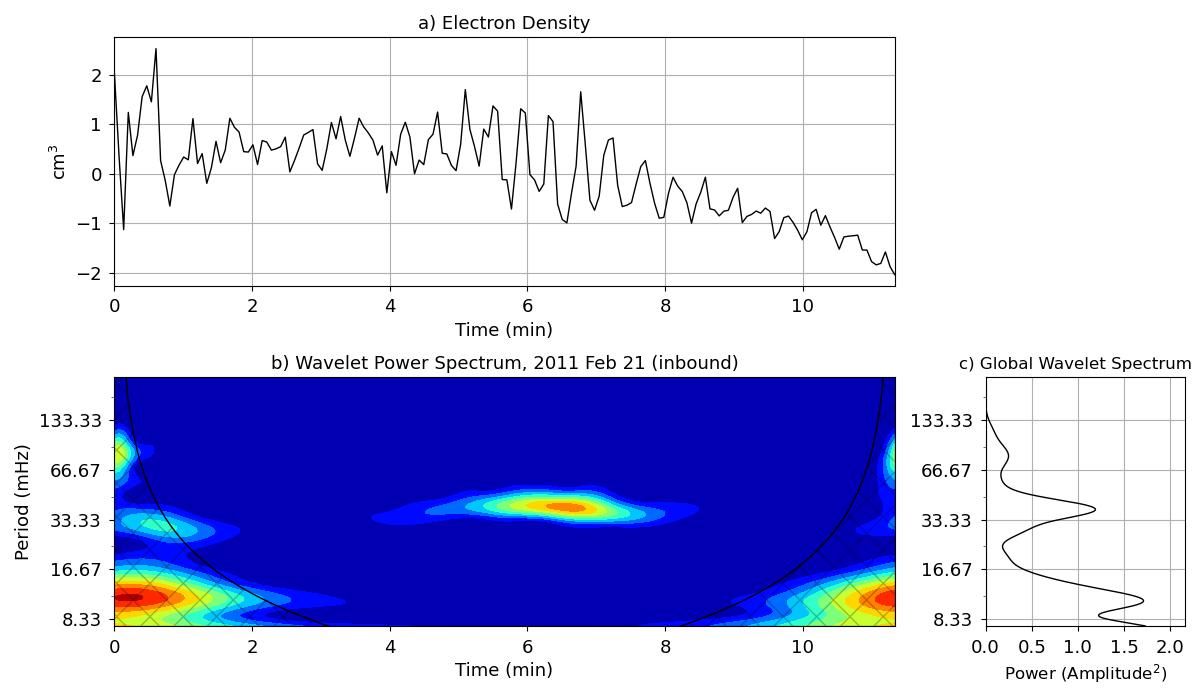 a) Electron Density
cm³
2
1
0
−1
−2
0 2 4 6 8 10
Time (min)
b) Wavelet Power Spectrum, 2011 Feb 21 (inbound)
Period (mHz)
133.33
66.67
33.33
16.67
8.33
0 2 4 6 8 10
Time (min)
c) Global Wavelet Spectrum
133.33
66.67
33.33
16.67
8.33
0.0 0.5 1.0 1.5 2.0
Power (Amplitude²)